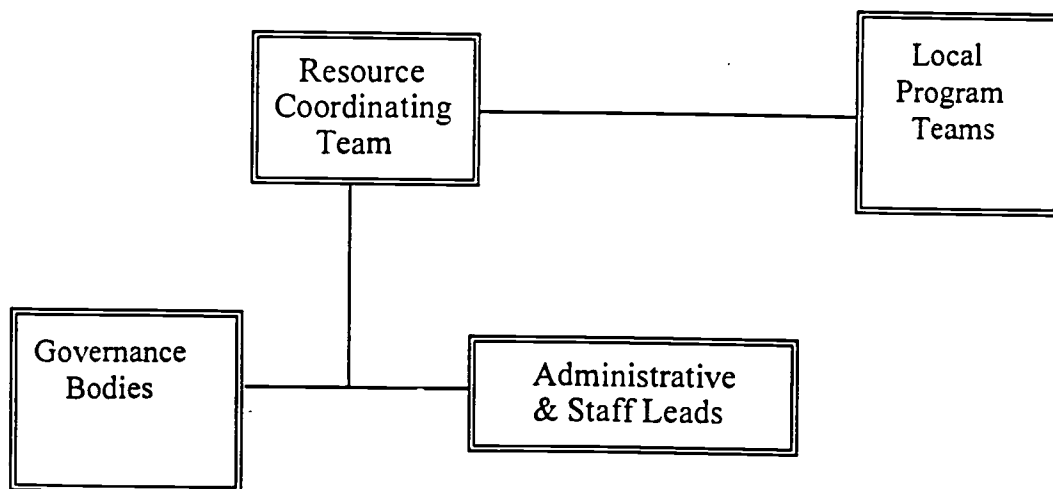 Resource
Coordinating
Team
Local
Program
Teams
Governance
Bodies
Administrative
& Staff Leads